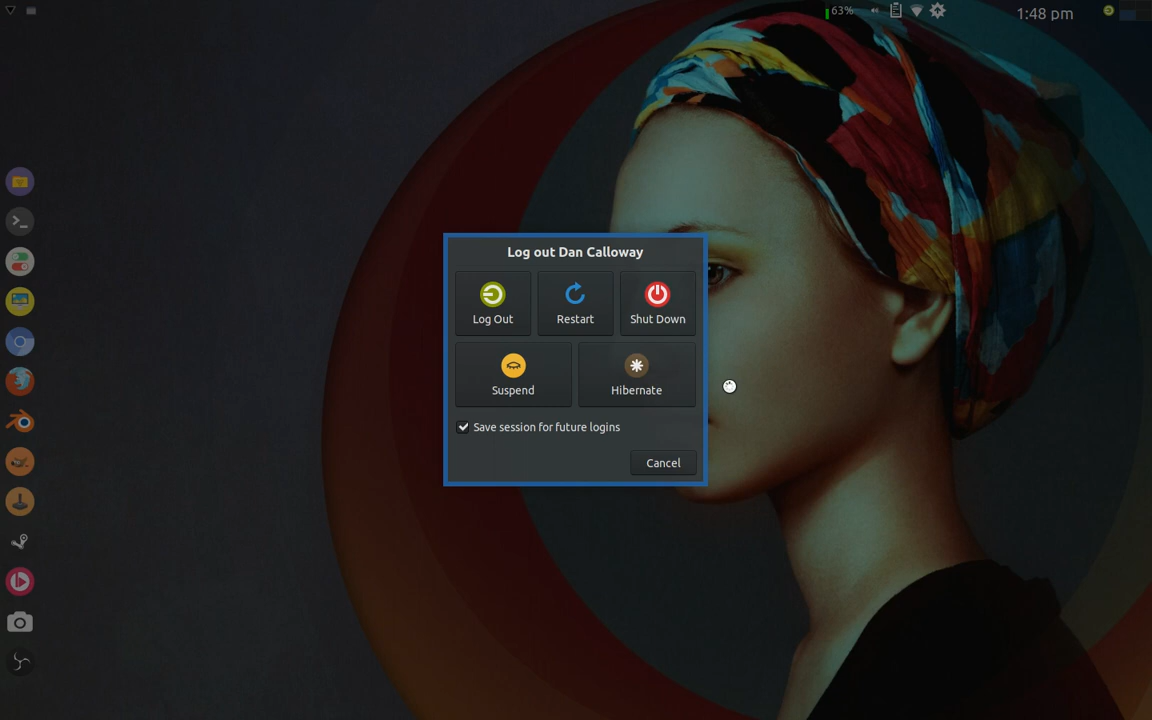 63%
1:48 pm
Log out Dan Calloway
Log Out
Restart
Shut Down
Suspend
Hibernate
Save session for future logins
Cancel